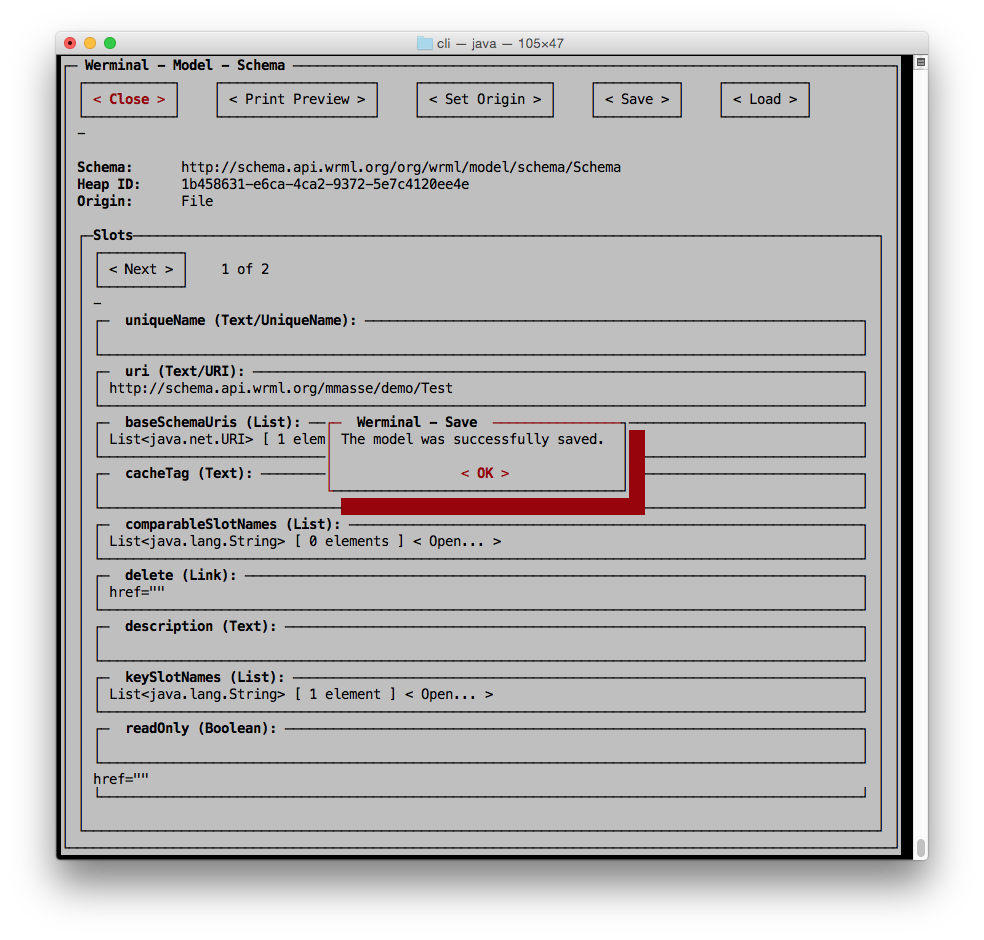 cli — java — 105×47
Werminal - Model - Schema
< Close > < Print Preview > < Set Origin > < Save > < Load >
Schema: http://schema.api.wrml.org/org/wrml/model/schema/Schema
Heap ID: 1b458631-e6ca-4ca2-9372-5e7c4120ee4e
Origin: File
Slots
< Next > 1 of 2
uniqueName (Text/UniqueName):
uri (Text/URI):
http://schema.api.wrml.org/mmasse/demo/Test
baseSchemaUris (List):
List<java.net.URI> [ 1 elem
Werminal - Save
The model was successfully saved.
< OK >
cacheTag (Text):
comparableSlotNames (List):
List<java.lang.String> [ 0 elements ] < Open... >
delete (Link):
href=""
description (Text):
keySlotNames (List):
List<java.lang.String> [ 1 element ] < Open... >
readOnly (Boolean):
href=""